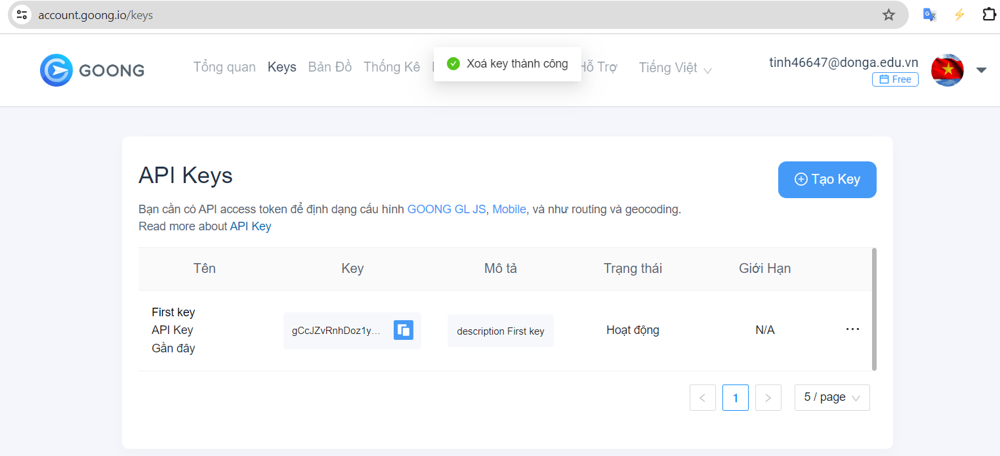 account.goong.io/keys
GOONG
Tổng quan Keys Bản Đồ Thống Kê Hỗ Trợ Tiếng Việt
Xoá key thành công
tinh46647@donga.edu.vn
Free
API Keys
Tạo Key
Bạn cần có API access token để định dạng cấu hình GOONG GL JS, Mobile, và như routing và geocoding.
Read more about API Key
Tên Key Mô tả Trạng thái Giới Hạn
First key
API Key
Gần đây
gCcJZvRnhDoz1y... description First key Hoạt động N/A ...
< 1 > 5 / page